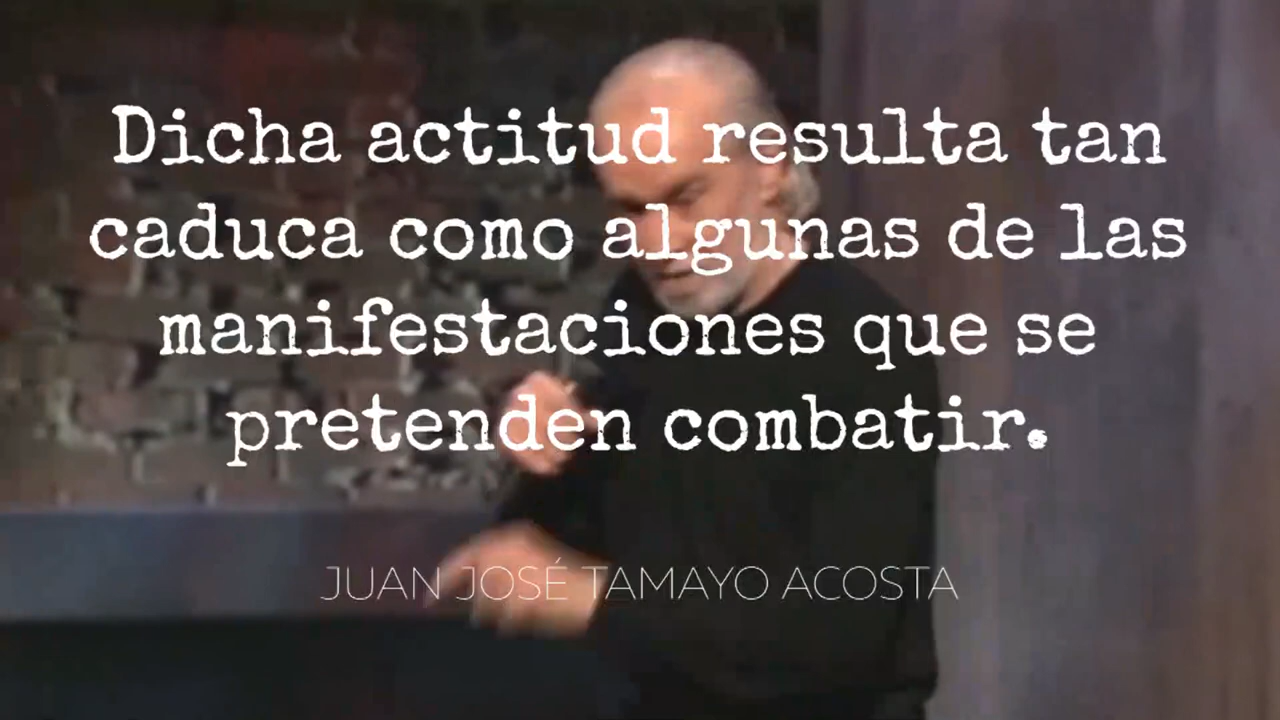 Dicha actitud resulta tan
caduca como algunas de las
manifestaciones que se
pretenden combatir.
JUAN JOSÉ TAMAYO ACOSTA